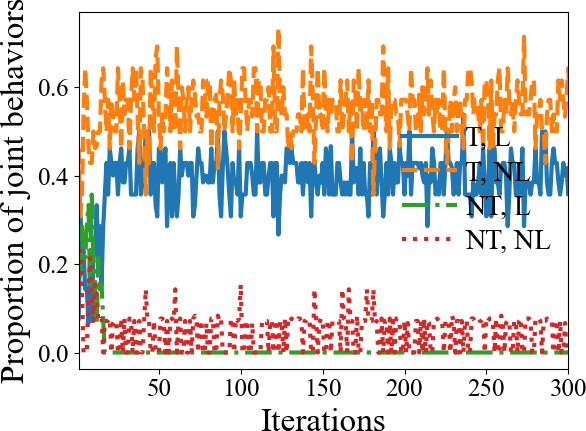 Proportion of joint behaviors
0.6
0.4
0.2
0.0
T, L
T, NL
NT, L
NT, NL
50 100 150 200 250 300
Iterations